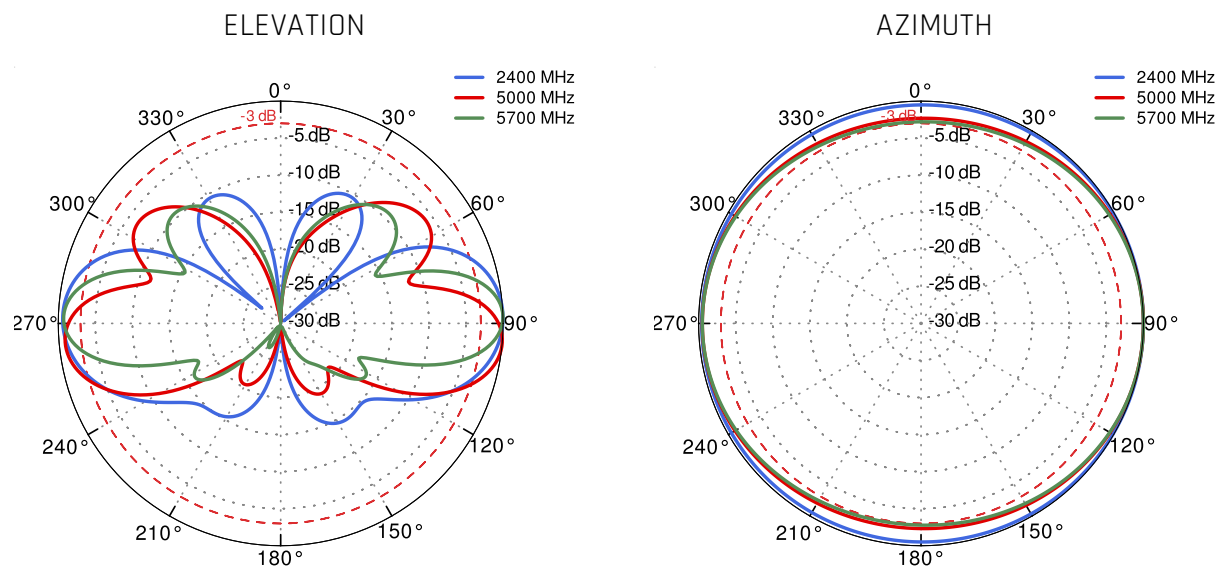 ELEVATION
AZIMUTH
2400 MHz
5000 MHz
5700 MHz
0°
330°
30°
-3 dB
-5 dB
-10 dB
300°
60°
-15 dB
-20 dB
-25 dB
-30 dB
270°
90°
240°
120°
210°
150°
180°
2400 MHz
5000 MHz
5700 MHz
0°
330°
30°
-3 dB
-5 dB
-10 dB
300°
60°
-15 dB
-20 dB
-25 dB
-30 dB
270°
90°
240°
120°
210°
150°
180°